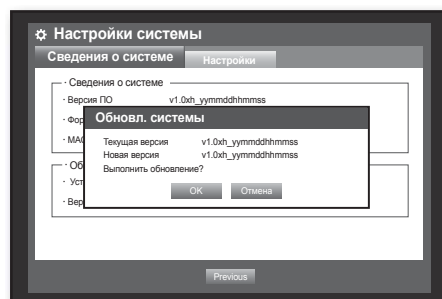 Настройки системы
Сведения о системе
Настройки
· Сведения о системе
· Версия ПО v1.0xh_yymmddhhmmss
Обновл. системы
Текущая версия v1.0xh_yymmddhhmmss
Новая версия v1.0xh_yymmddhhmmss
Выполнить обновление?
OK Отмена
Previous